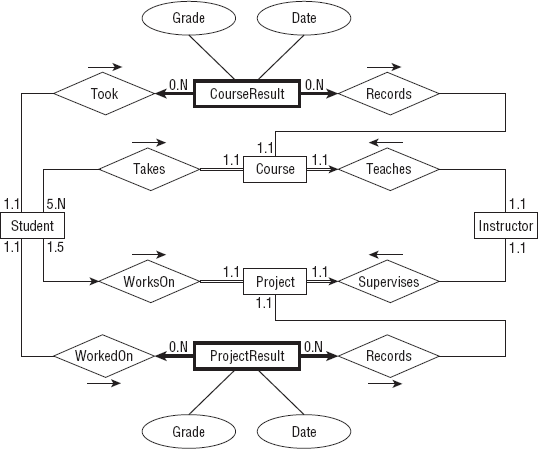 Grade
Date
0.N
0.N
Took
CourseResult
Records
1.1
Takes
1.1
Course
1.1
Teaches
1.1
5.N
1.1
Student
Instructor
1.1
1.5
1.1
WorksOn
1.1
Project
1.1
Supervises
1.1
0.N
0.N
WorkedOn
ProjectResult
Records
Grade
Date